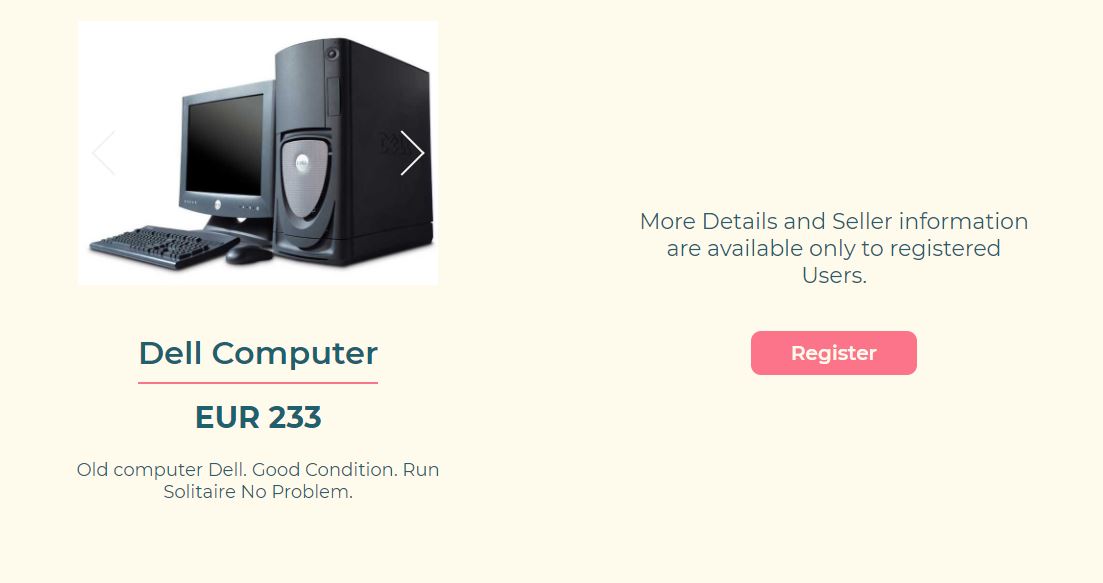 DELL
Dell Computer
EUR 233
Old computer Dell. Good Condition. Run
Solitaire No Problem.
More Details and Seller information
are available only to registered
Users.
Register